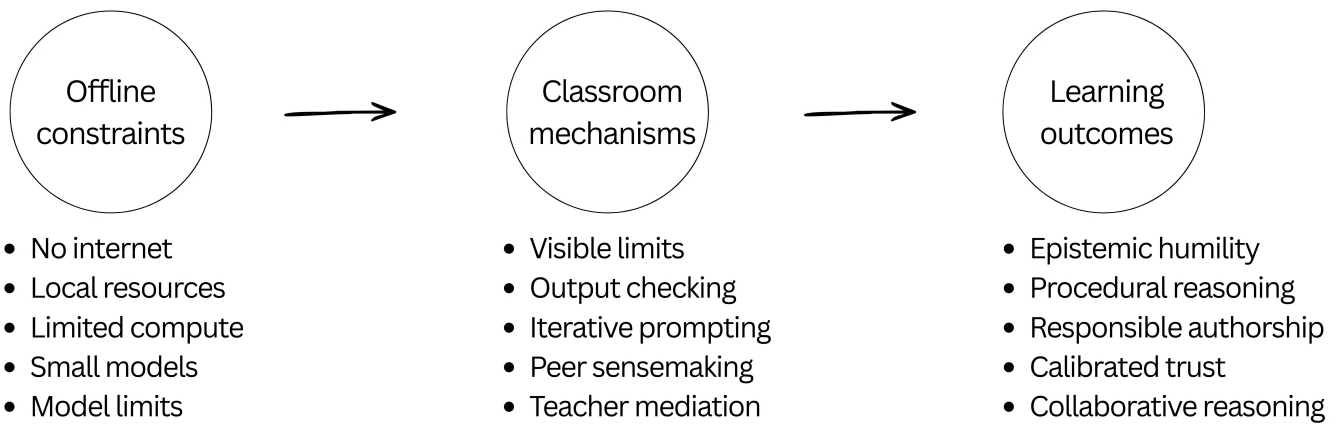 Offline
constraints
Classroom
mechanisms
Learning
outcomes
• No internet
• Local resources
• Limited compute
• Small models
• Model limits
• Visible limits
• Output checking
• Iterative prompting
• Peer sensemaking
• Teacher mediation
• Epistemic humility
• Procedural reasoning
• Responsible authorship
• Calibrated trust
• Collaborative reasoning